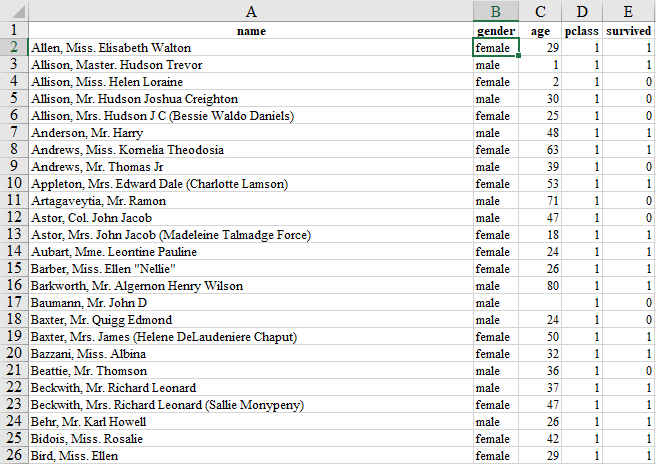 A B C D E
1 name gender age pclass survived
2 Allen, Miss. Elisabeth Walton female 29 1 1
3 Allison, Master. Hudson Trevor male 1 1 1
4 Allison, Miss. Helen Loraine female 2 1 0
5 Allison, Mr. Hudson Joshua Creighton male 30 1 0
6 Allison, Mrs. Hudson J C (Bessie Waldo Daniels) female 25 1 0
7 Anderson, Mr. Harry male 48 1 1
8 Andrews, Miss. Kornelia Theodosia female 63 1 1
9 Andrews, Mr. Thomas Jr male 39 1 0
10 Appleton, Mrs. Edward Dale (Charlotte Lamson) female 53 1 1
11 Artagaveytia, Mr. Ramon male 71 1 0
12 Astor, Col. John Jacob male 47 1 0
13 Astor, Mrs. John Jacob (Madeleine Talmadge Force) female 18 1 1
14 Aubart, Mme. Leontine Pauline female 24 1 1
15 Barber, Miss. Ellen "Nellie" female 26 1 1
16 Barkworth, Mr. Algernon Henry Wilson male 80 1 1
17 Baumann, Mr. John D male 1 0
18 Baxter, Mr. Quigg Edmond male 24 1 0
19 Baxter, Mrs. James (Helene DeLaudeniere Chaput) female 50 1 1
20 Bazzani, Miss. Albina female 32 1 1
21 Beattie, Mr. Thomson male 36 1 0
22 Beckwith, Mr. Richard Leonard male 37 1 1
23 Beckwith, Mrs. Richard Leonard (Sallie Monypeny) female 47 1 1
24 Behr, Mr. Karl Howell male 26 1 1
25 Bidois, Miss. Rosalie female 42 1 1
26 Bird, Miss. Ellen female 29 1 1